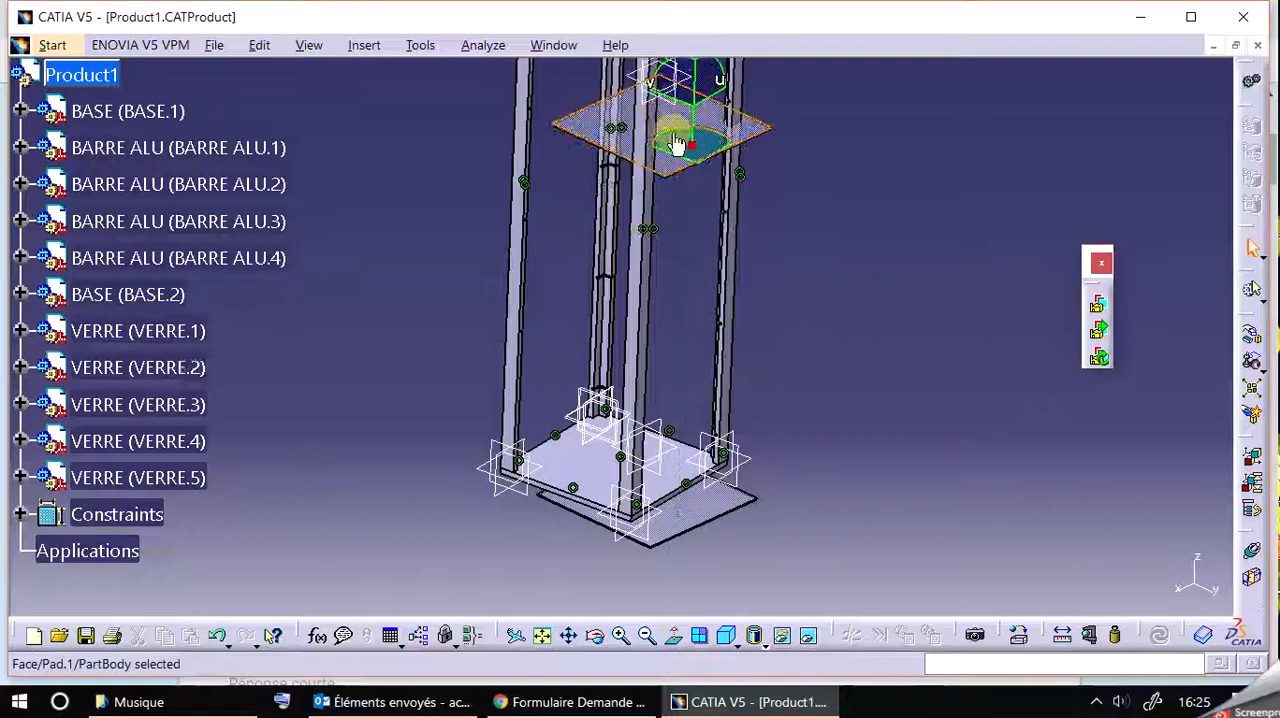 CATIA V5 - [Product1.CATProduct]
Start ENOVIA V5 VPM File Edit View Insert Tools Analyze Window Help
Product1
BASE (BASE.1)
BARRE ALU (BARRE ALU.1)
BARRE ALU (BARRE ALU.2)
BARRE ALU (BARRE ALU.3)
BARRE ALU (BARRE ALU.4)
BASE (BASE.2)
VERRE (VERRE.1)
VERRE (VERRE.2)
VERRE (VERRE.3)
VERRE (VERRE.4)
VERRE (VERRE.5)
Constraints
Applications
v u
z
x y
f(x)
CATIA
Face/Pad.1/PartBody selected
Réponse courte
Musique Éléments envoyés - ac... Formulaire Demande ... CATIA V5 - [Product1.... 16:25
Screenpre